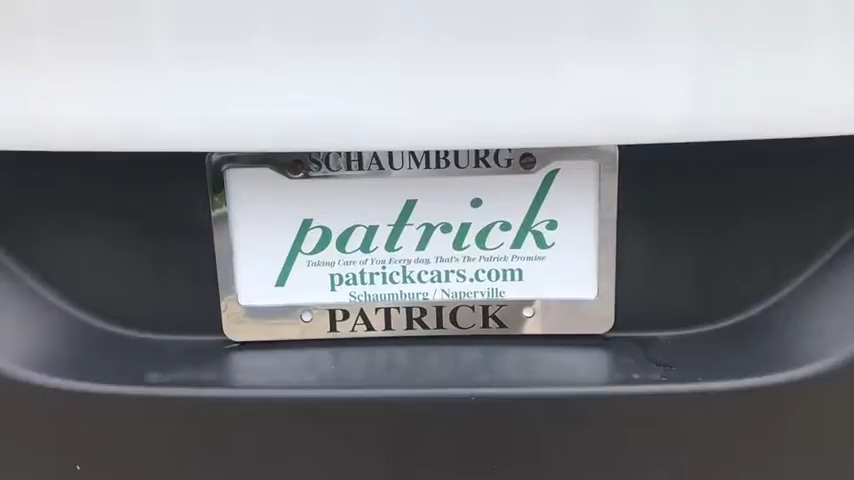 SCHAUMBURG
patrick
Taking Care of You Every day, That's The Patrick Promise
patrickcars.com
Schaumburg / Naperville
PATRICK